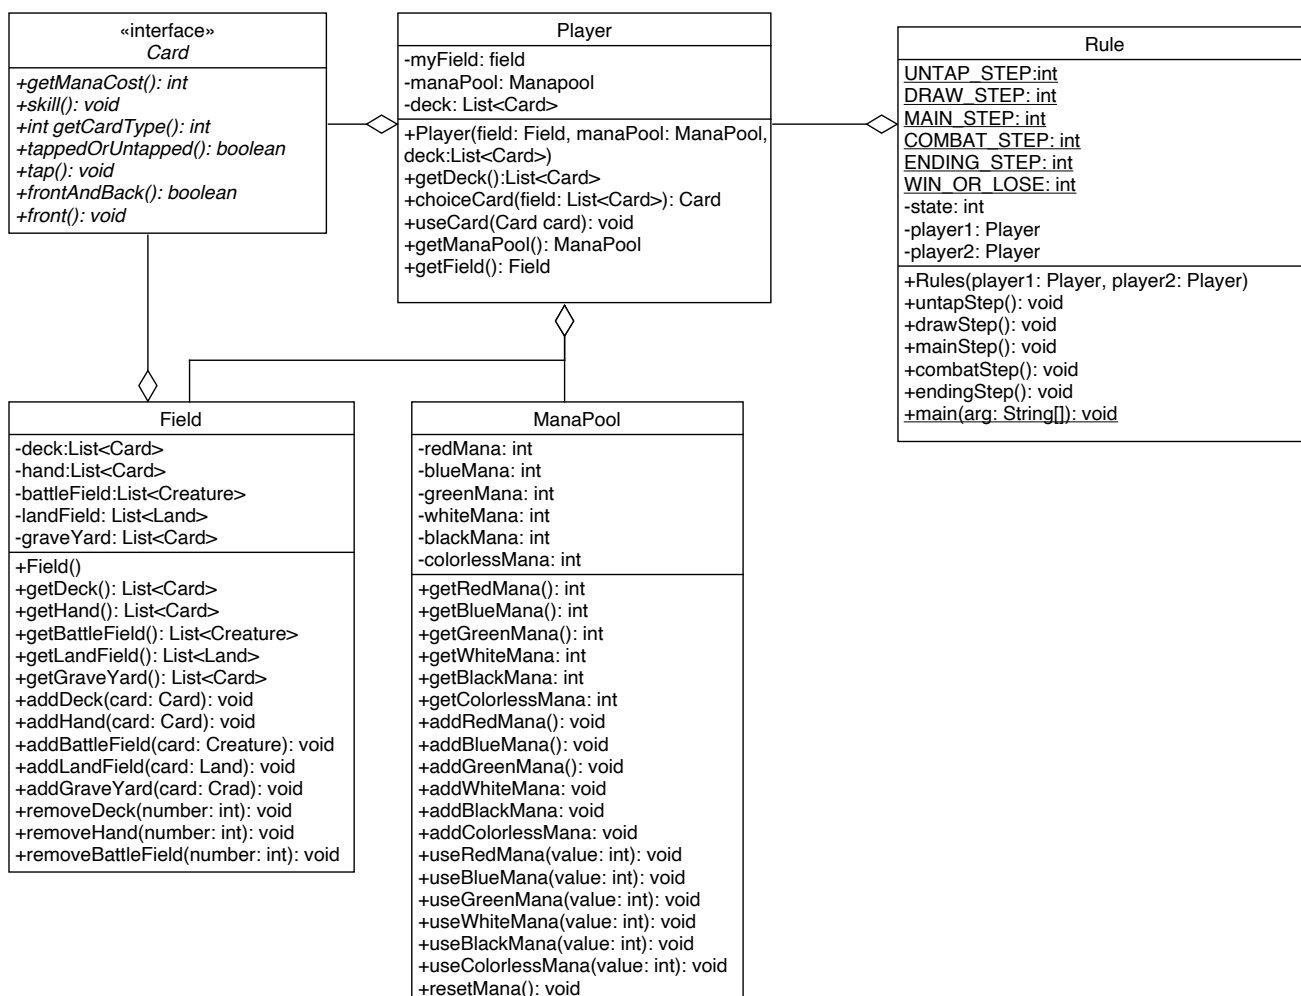 «interface»
Card
+getManaCost(): int
+skill(): void
+int getCardType(): int
+tappedOrUntapped(): boolean
+tap(): void
+frontAndBack(): boolean
+front(): void
Player
-myField: field
-manaPool: Manapool
-deck: List<Card>
+Player(field: Field, manaPool: ManaPool,
deck:List<Card>)
+getDeck():List<Card>
+choiceCard(field: List<Card>): Card
+useCard(Card card): void
+getManaPool(): ManaPool
+getField(): Field
Rule
UNTAP_STEP:int
DRAW_STEP: int
MAIN_STEP: int
COMBAT_STEP: int
ENDING_STEP: int
WIN_OR_LOSE: int
-state: int
-player1: Player
-player2: Player
+Rules(player1: Player, player2: Player)
+untapStep(): void
+drawStep(): void
+mainStep(): void
+combatStep(): void
+endingStep(): void
+main(arg: String[]): void
Field
-deck:List<Card>
-hand:List<Card>
-battleField:List<Creature>
-landField: List<Land>
-graveYard: List<Card>
+Field()
+getDeck(): List<Card>
+getHand(): List<Card>
+getBattleField(): List<Creature>
+getLandField(): List<Land>
+getGraveYard(): List<Card>
+addDeck(card: Card): void
+addHand(card: Card): void
+addBattleField(card: Creature): void
+addLandField(card: Land): void
+addGraveYard(card: Crad): void
+removeDeck(number: int): void
+removeHand(number: int): void
+removeBattleField(number: int): void
ManaPool
-redMana: int
-blueMana: int
-greenMana: int
-whiteMana: int
-blackMana: int
-colorlessMana: int
+getRedMana(): int
+getBlueMana(): int
+getGreenMana(): int
+getWhiteMana: int
+getBlackMana: int
+getColorlessMana: int
+addRedMana(): void
+addBlueMana(): void
+addGreenMana(): void
+addWhiteMana: void
+addBlackMana: void
+addColorlessMana: void
+useRedMana(value: int): void
+useBlueMana(value: int): void
+useGreenMana(value: int): void
+useWhiteMana(value: int): void
+useBlackMana(value: int): void
+useColorlessMana(value: int): void
+resetMana(): void